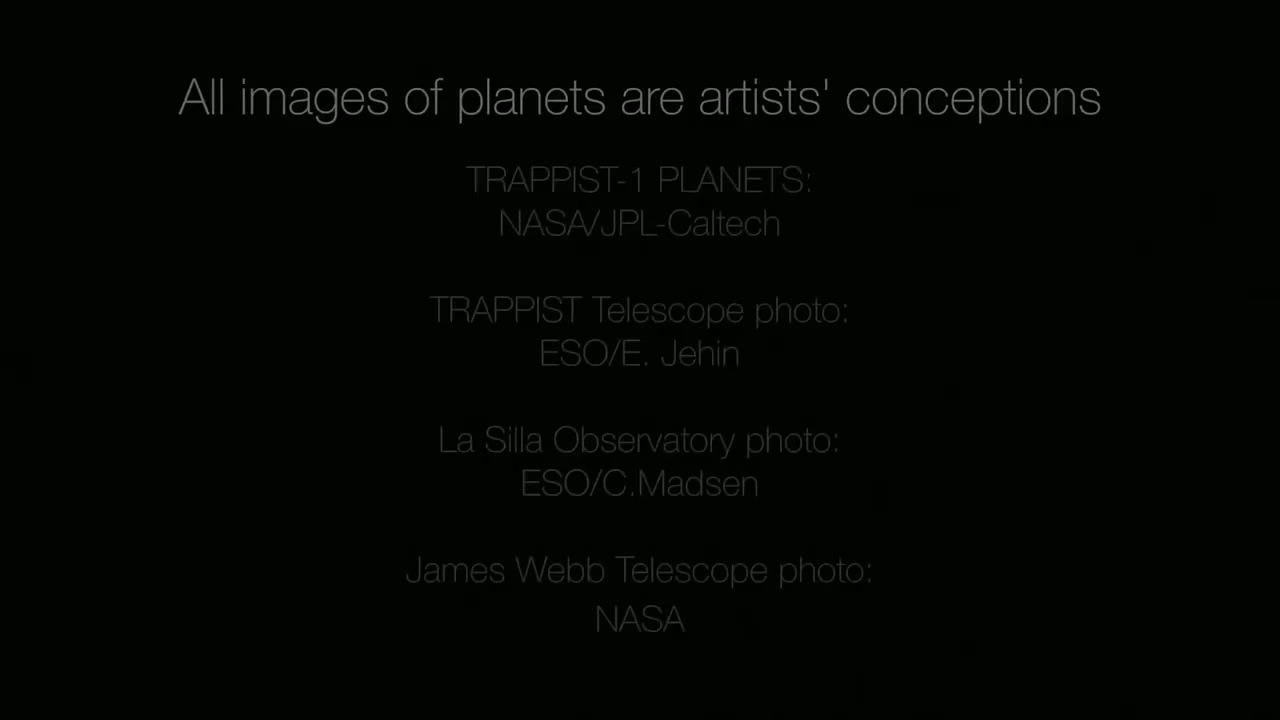 All images of planets are artists' conceptions
TRAPPIST-1 PLANETS:
NASA/JPL-Caltech
TRAPPIST Telescope photo:
ESO/E. Jehin
La Silla Observatory photo:
ESO/C.Madsen
James Webb Telescope photo:
NASA